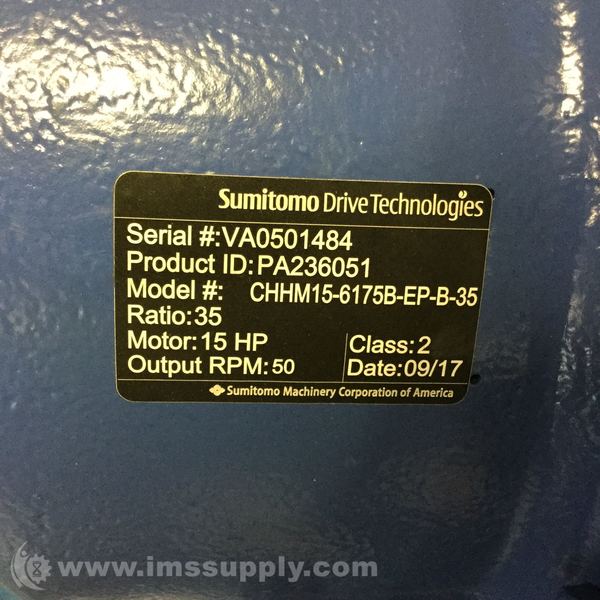 Sumitomo Drive Technologies
Serial #:VA0501484
Product ID:PA236051
Model #: CHHM15-6175B-EP-B-35
Ratio:35
Motor:15 HP Class:2
Output RPM:50 Date:09/17
Sumitomo Machinery Corporation of America
www.imssupply.com